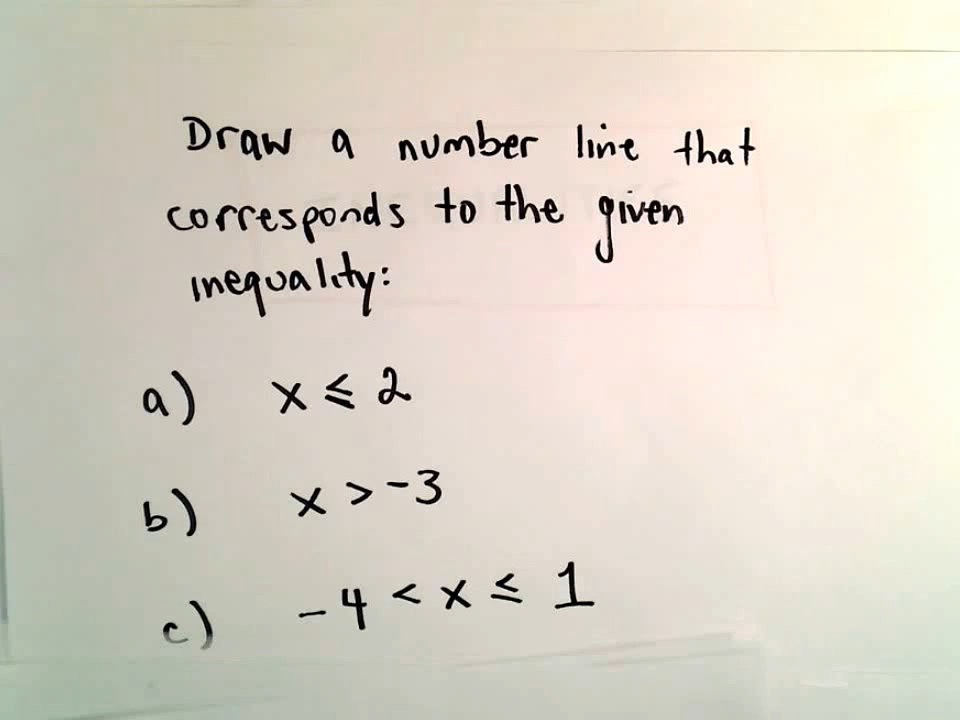 Draw a number line that
corresponds to the given
inequality:
a) x ≤ 2
b) x > -3
c) -4 < x ≤ 1